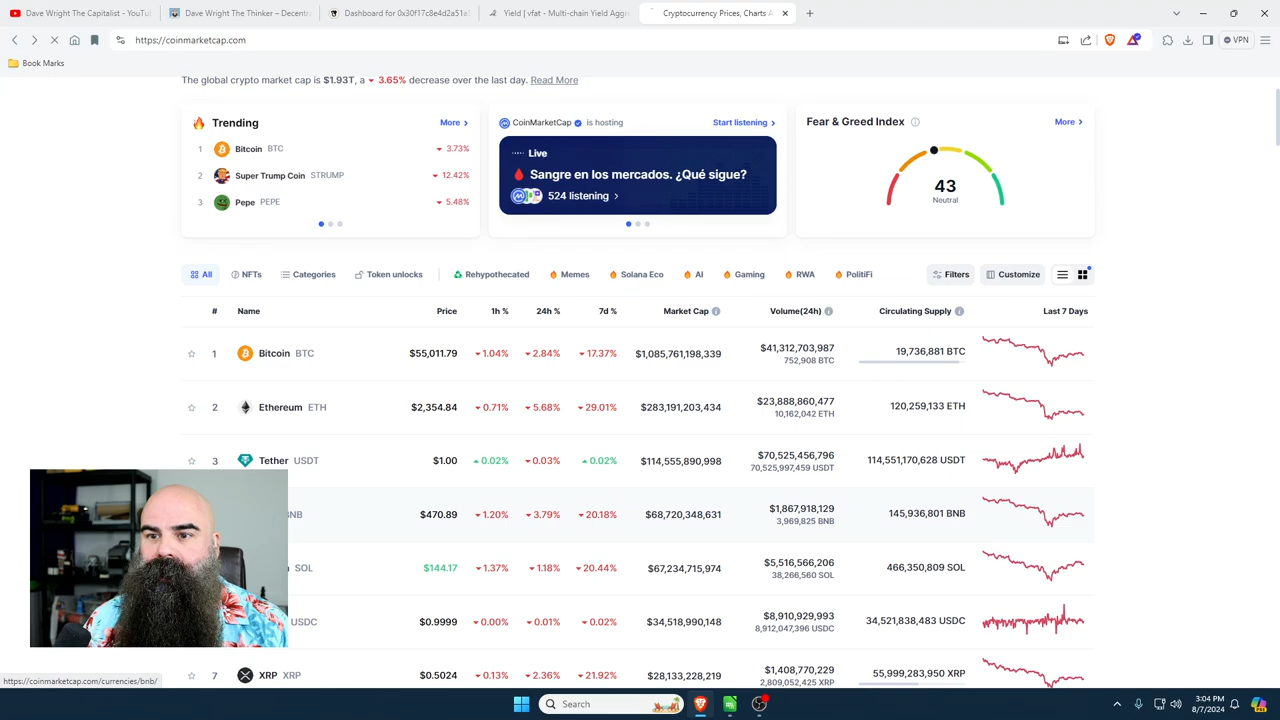 Dave Wright The Capitalist - YouTu
Dave Wright The Thinker – Decentr
Dashboard for 0x30f17c8e4d2a51a
Yield | vfat - Multi-chain Yield Aggre
Cryptocurrency Prices, Charts A
https://coinmarketcap.com
VPN
Book Marks
The global crypto market cap is $1.93T, a 3.65% decrease over the last day. Read More
Trending
More
1 Bitcoin BTC 3.73%
2 Super Trump Coin STRUMP 12.42%
3 Pepe PEPE 5.48%
CoinMarketCap is hosting
Start listening
Live
Sangre en los mercados. ¿Qué sigue?
524 listening
Fear & Greed Index
More
43
Neutral
All NFTs Categories Token unlocks Rehypothecated Memes Solana Eco AI Gaming RWA PolitiFi Filters Customize
# Name Price 1h % 24h % 7d % Market Cap Volume(24h) Circulating Supply Last 7 Days
1 Bitcoin BTC $55,011.79 1.04% 2.84% 17.37% $1,085,761,198,339 $41,312,703,987 19,736,881 BTC
752,908 BTC
2 Ethereum ETH $2,354.84 0.71% 5.68% 29.01% $283,191,203,434 $23,888,860,477 120,259,133 ETH
10,162,042 ETH
3 Tether USDT $1.00 0.02% 0.03% 0.02% $114,555,890,998 $70,525,456,796 114,551,170,628 USDT
70,525,997,459 USDT
BNB $470.89 1.20% 3.79% 20.18% $68,720,348,631 $1,867,918,129 145,936,801 BNB
3,969,825 BNB
SOL $144.17 1.37% 1.18% 20.44% $67,234,715,974 $5,516,566,206 466,350,809 SOL
38,266,560 SOL
USDC $0.9999 0.00% 0.01% 0.02% $34,518,990,148 $8,910,929,993 34,521,838,483 USDC
8,912,047,396 USDC
7 XRP XRP $0.5024 0.13% 2.36% 21.92% $28,133,228,219 $1,408,770,229 55,999,283,950 XRP
2,809,052,425 XRP
https://coinmarketcap.com/currencies/bnb/
Search
3:04 PM
8/7/2024